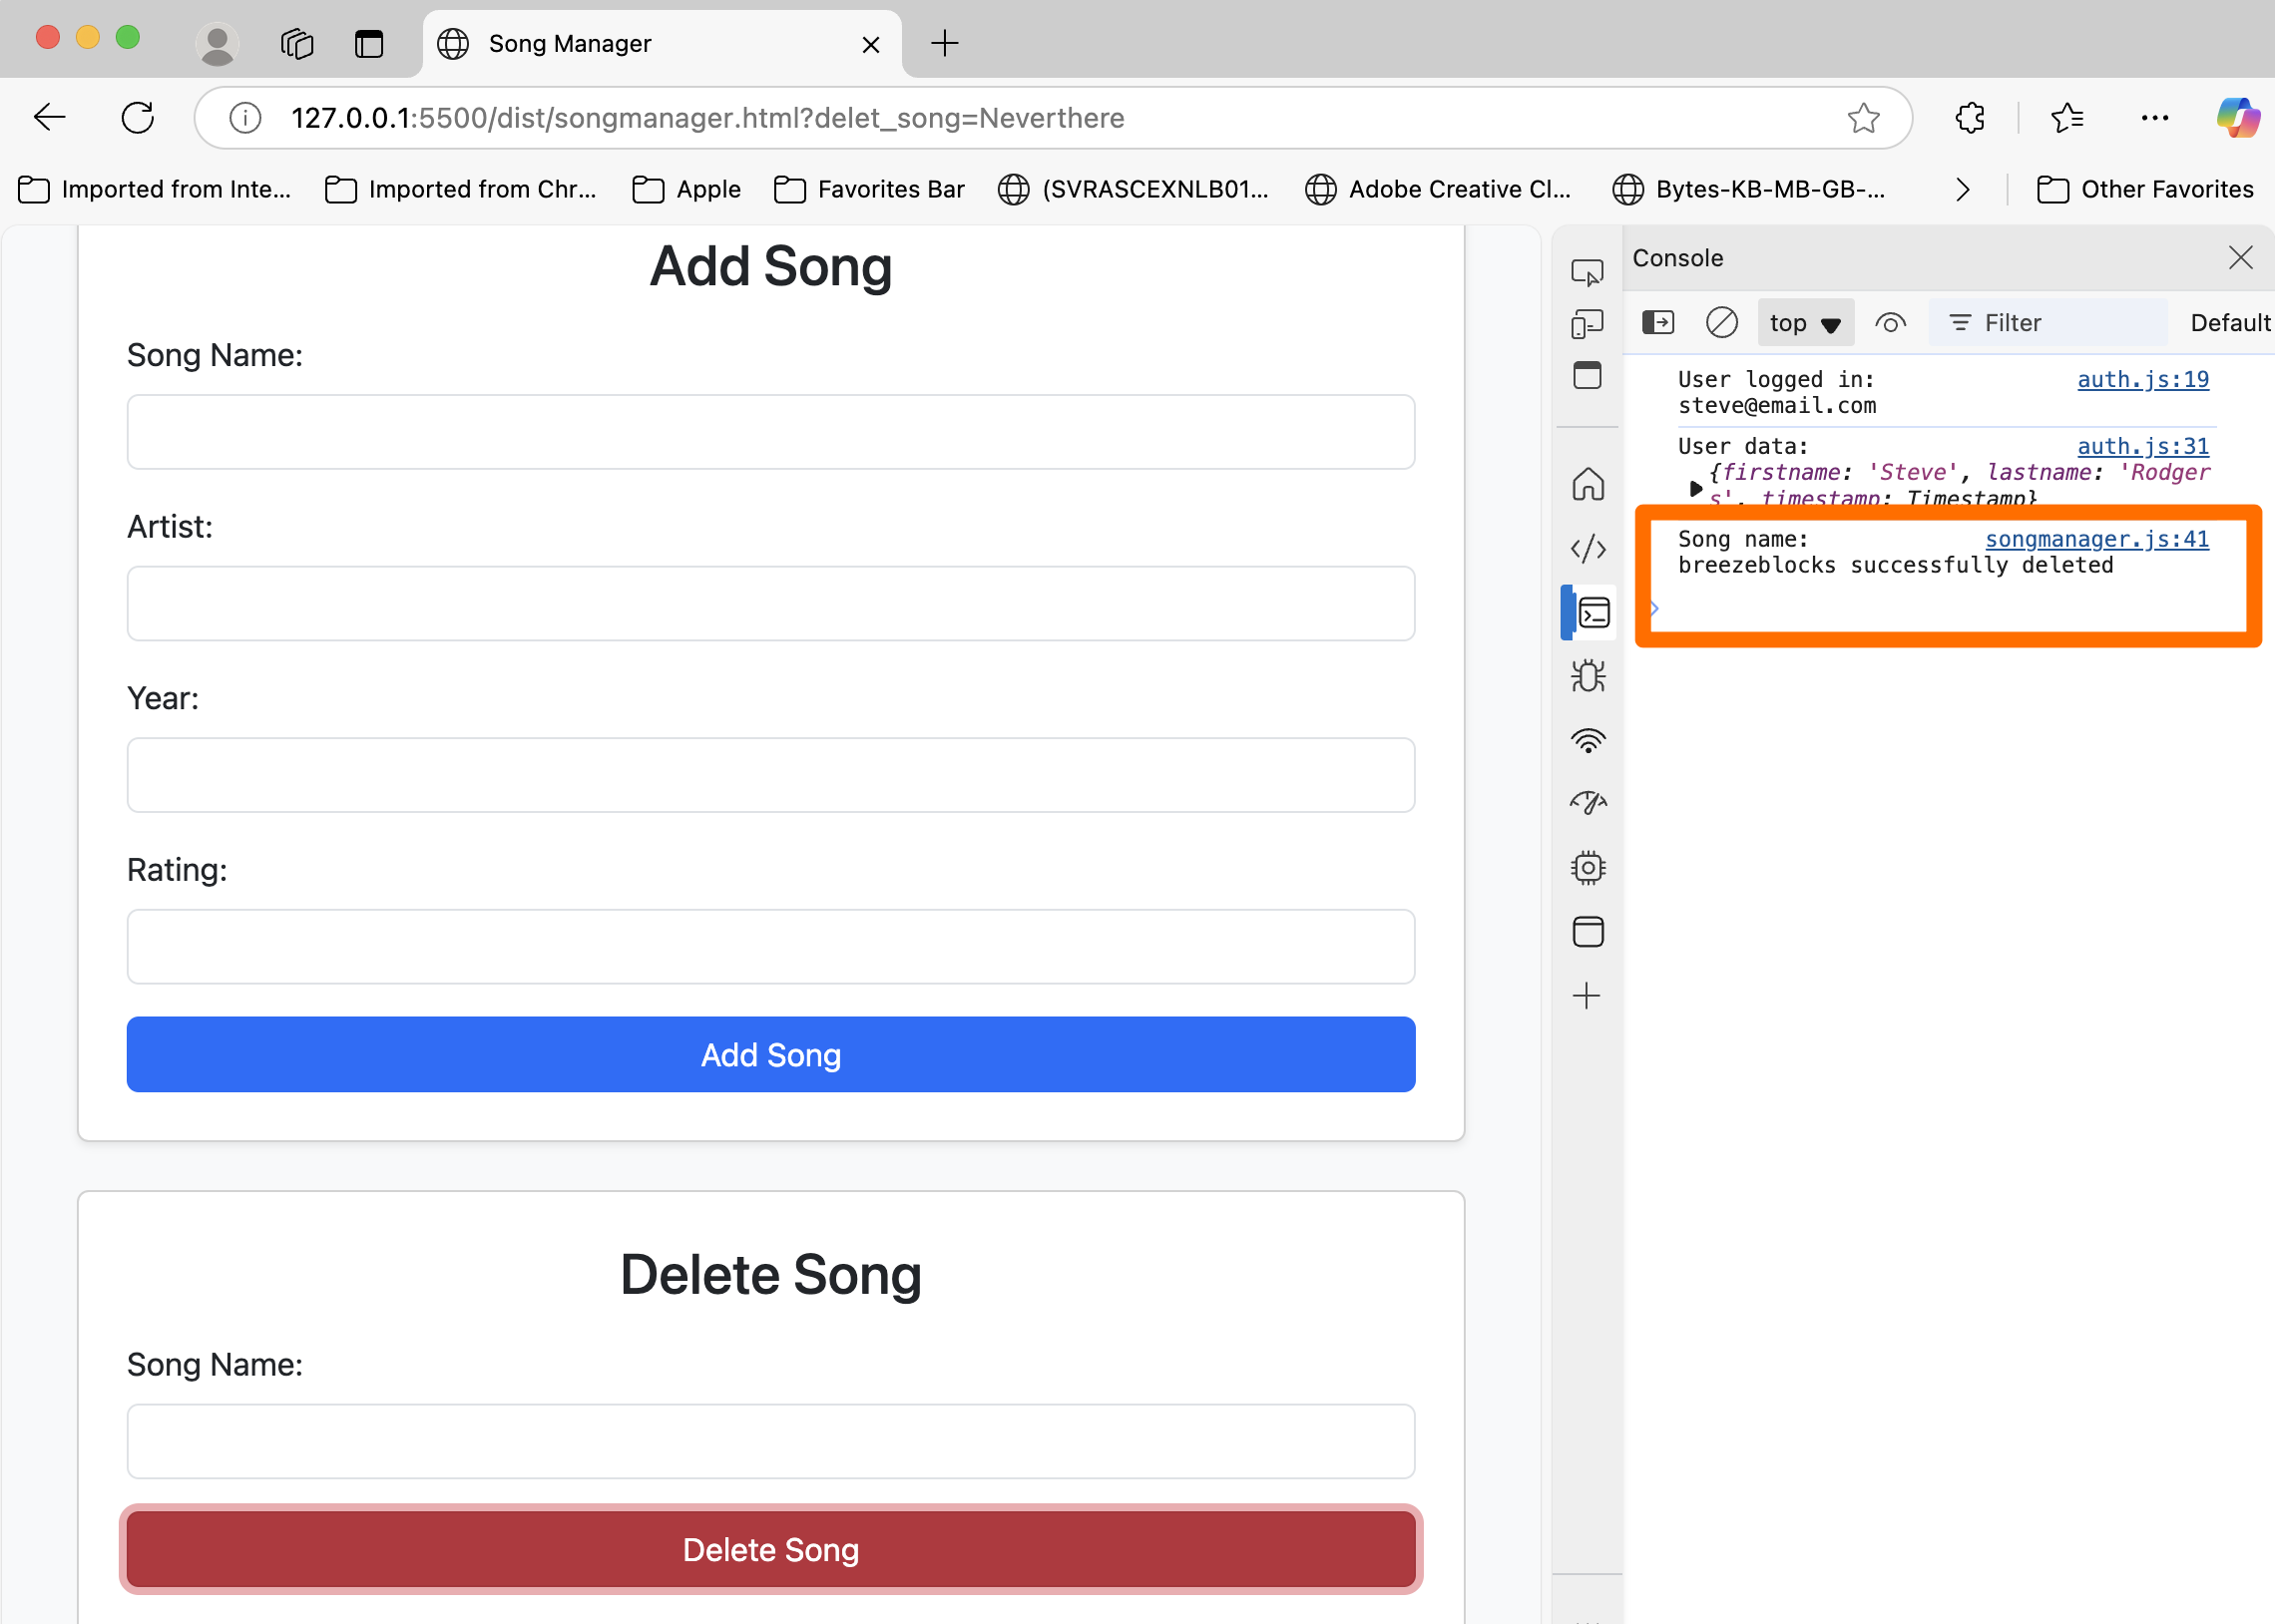 Song Manager
127.0.0.1:5500/dist/songmanager.html?delet_song=Neverthere
Imported from Inte... Imported from Chr... Apple Favorites Bar (SVRASCEXNLB01... Adobe Creative Cl... Bytes-KB-MB-GB-... Other Favorites
Add Song
Song Name:
Artist:
Year:
Rating:
Add Song
Delete Song
Song Name:
Delete Song
Console
top Filter Default
User logged in: auth.js:19
steve@email.com
User data: auth.js:31
{firstname: 'Steve', lastname: 'Rodger
s', timestamp: Timestamp}
Song name: songmanager.js:41
breezeblocks successfully deleted